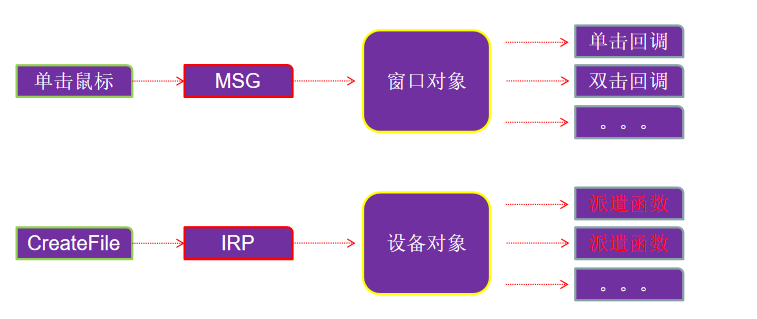 单击鼠标
MSG
窗口对象
单击回调
双击回调
。。。
CreateFile
IRP
设备对象
派遣函数
派遣函数
。。。